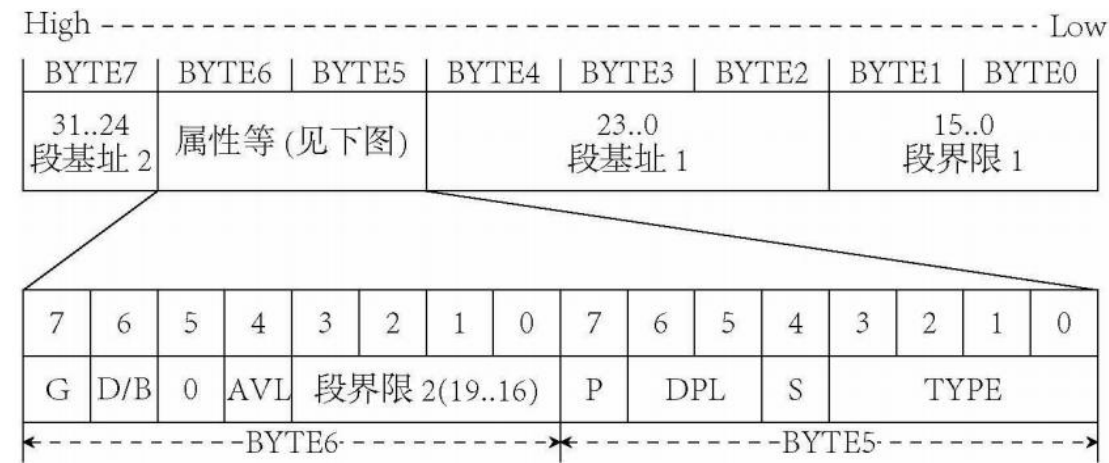 High Low
BYTE7 BYTE6 BYTE5 BYTE4 BYTE3 BYTE2 BYTE1 BYTE0
31..24 23..0 15..0
段基址 2 属性等 (见下图) 段基址 1 段界限 1
7 6 5 4 3 2 1 0 7 6 5 4 3 2 1 0
G D/B 0 AVL 段界限 2(19..16) P DPL S TYPE
BYTE6 BYTE5